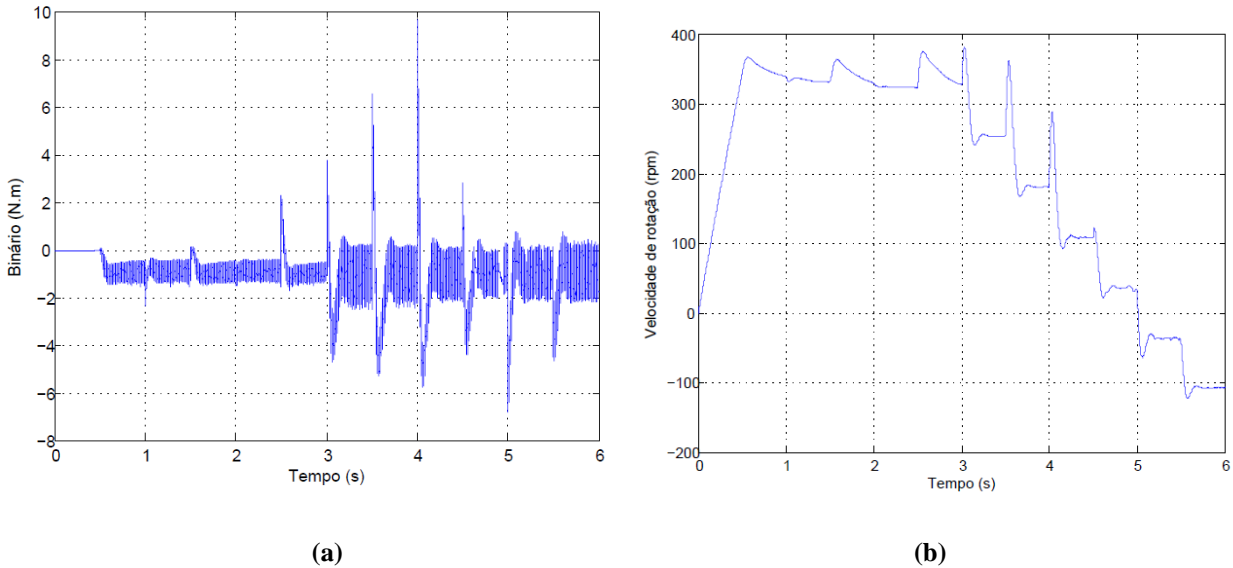 10
8
6
4
2
0
−2
−4
−6
−8
0 1 2 3 4 5 6
Tempo (s)
Binário (N.m)
(a)
400
300
200
100
0
−100
−200
0 1 2 3 4 5 6
Tempo (s)
Velocidade de rotação (rpm)
(b)